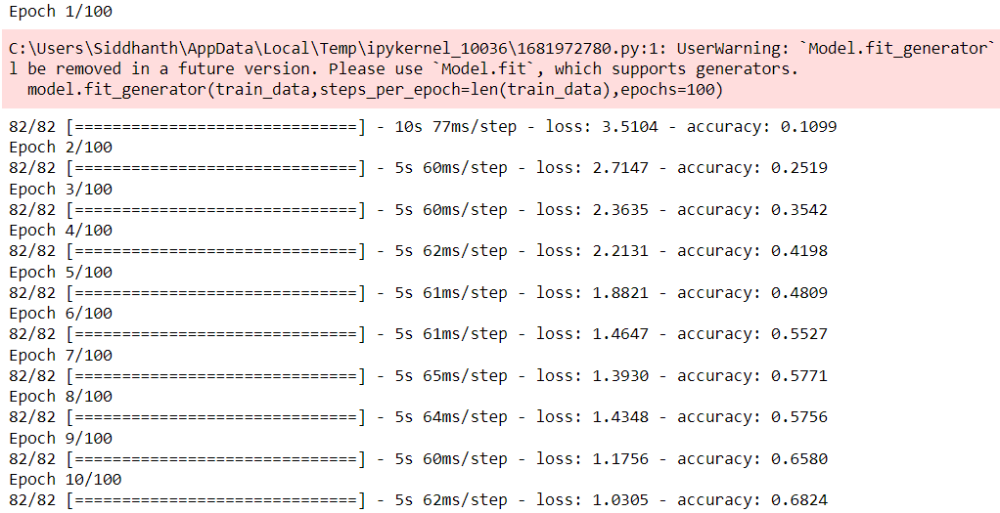 Epoch 1/100
C:\Users\Siddhanth\AppData\Local\Temp\ipykernel_10036\1681972780.py:1: UserWarning: `Model.fit_generator`
l be removed in a future version. Please use `Model.fit`, which supports generators.
  model.fit_generator(train_data,steps_per_epoch=len(train_data),epochs=100)
82/82 [==============================] - 10s 77ms/step - loss: 3.5104 - accuracy: 0.1099
Epoch 2/100
82/82 [==============================] - 5s 60ms/step - loss: 2.7147 - accuracy: 0.2519
Epoch 3/100
82/82 [==============================] - 5s 60ms/step - loss: 2.3635 - accuracy: 0.3542
Epoch 4/100
82/82 [==============================] - 5s 62ms/step - loss: 2.2131 - accuracy: 0.4198
Epoch 5/100
82/82 [==============================] - 5s 61ms/step - loss: 1.8821 - accuracy: 0.4809
Epoch 6/100
82/82 [==============================] - 5s 61ms/step - loss: 1.4647 - accuracy: 0.5527
Epoch 7/100
82/82 [==============================] - 5s 65ms/step - loss: 1.3930 - accuracy: 0.5771
Epoch 8/100
82/82 [==============================] - 5s 64ms/step - loss: 1.4348 - accuracy: 0.5756
Epoch 9/100
82/82 [==============================] - 5s 60ms/step - loss: 1.1756 - accuracy: 0.6580
Epoch 10/100
82/82 [==============================] - 5s 62ms/step - loss: 1.0305 - accuracy: 0.6824